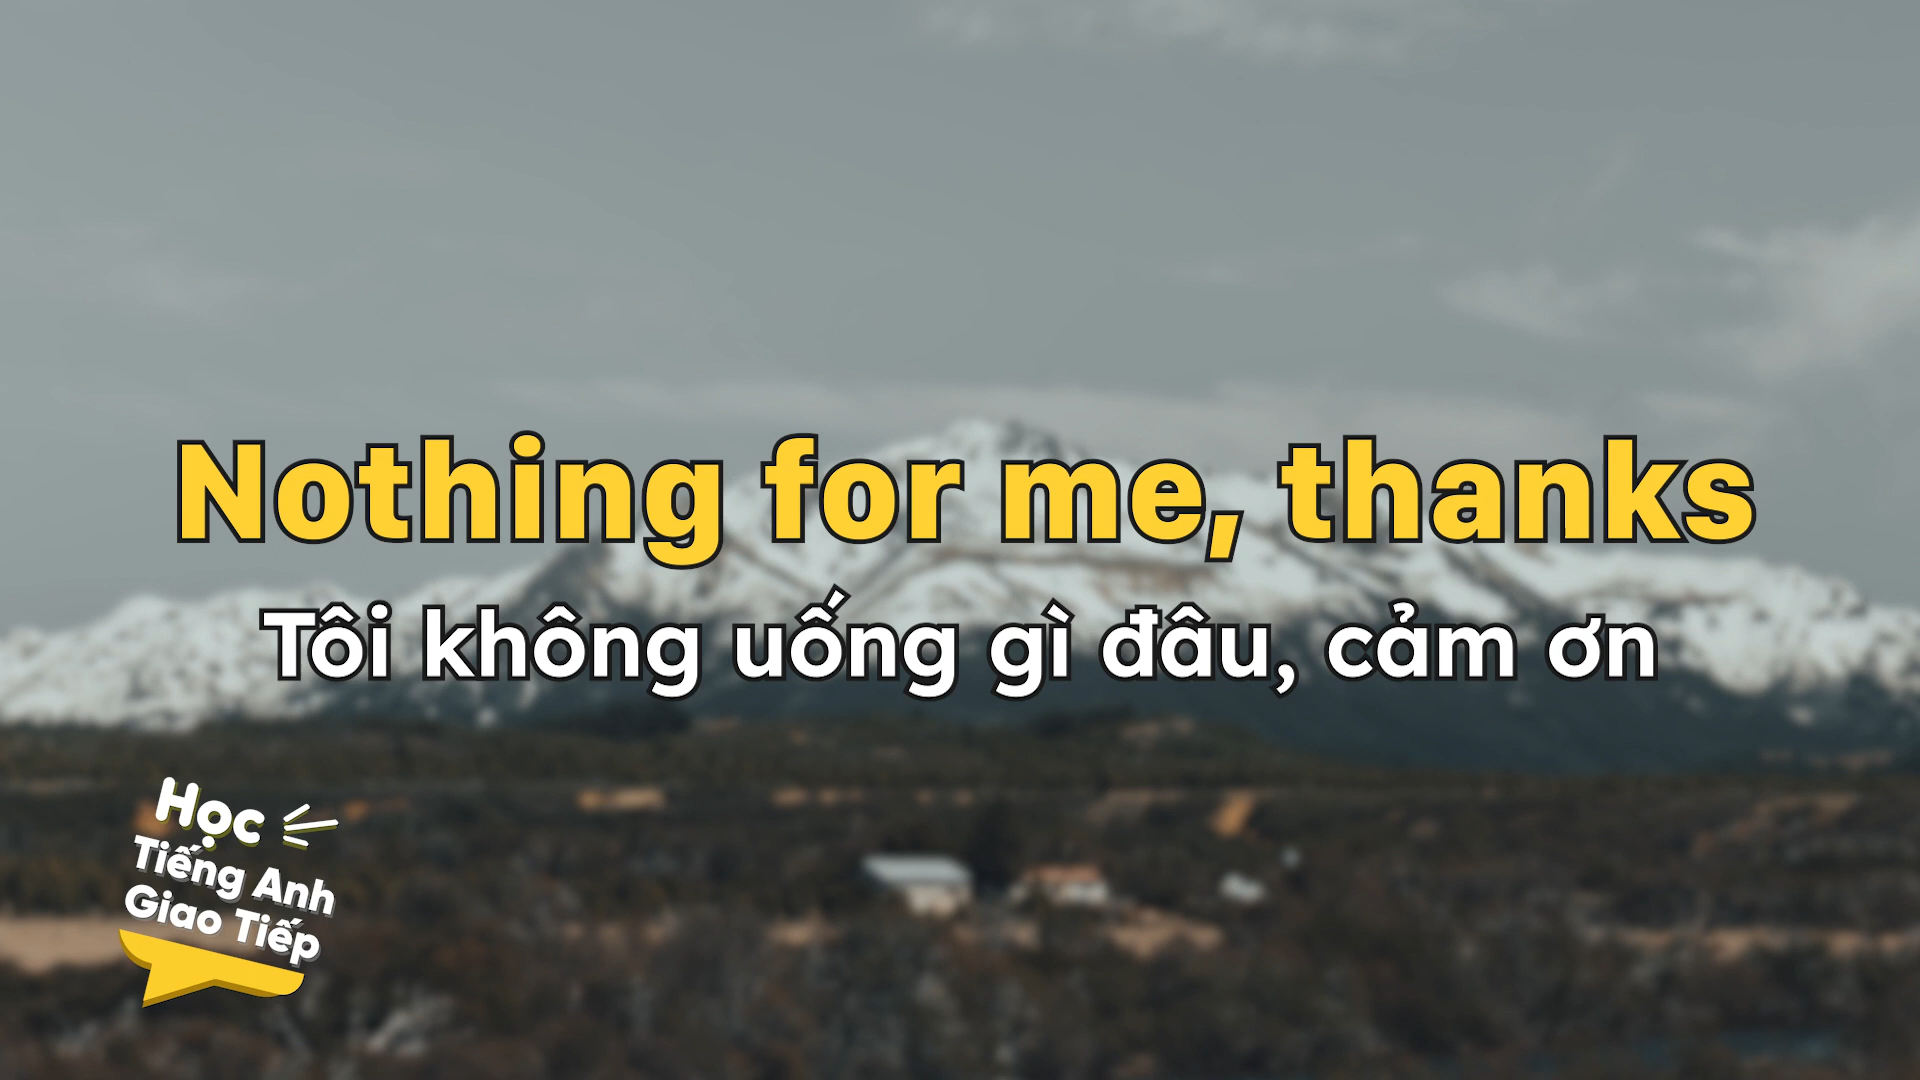 Nothing for me, thanks
Tôi không uống gì đâu, cảm ơn
Học
Tiếng Anh
Giao Tiếp